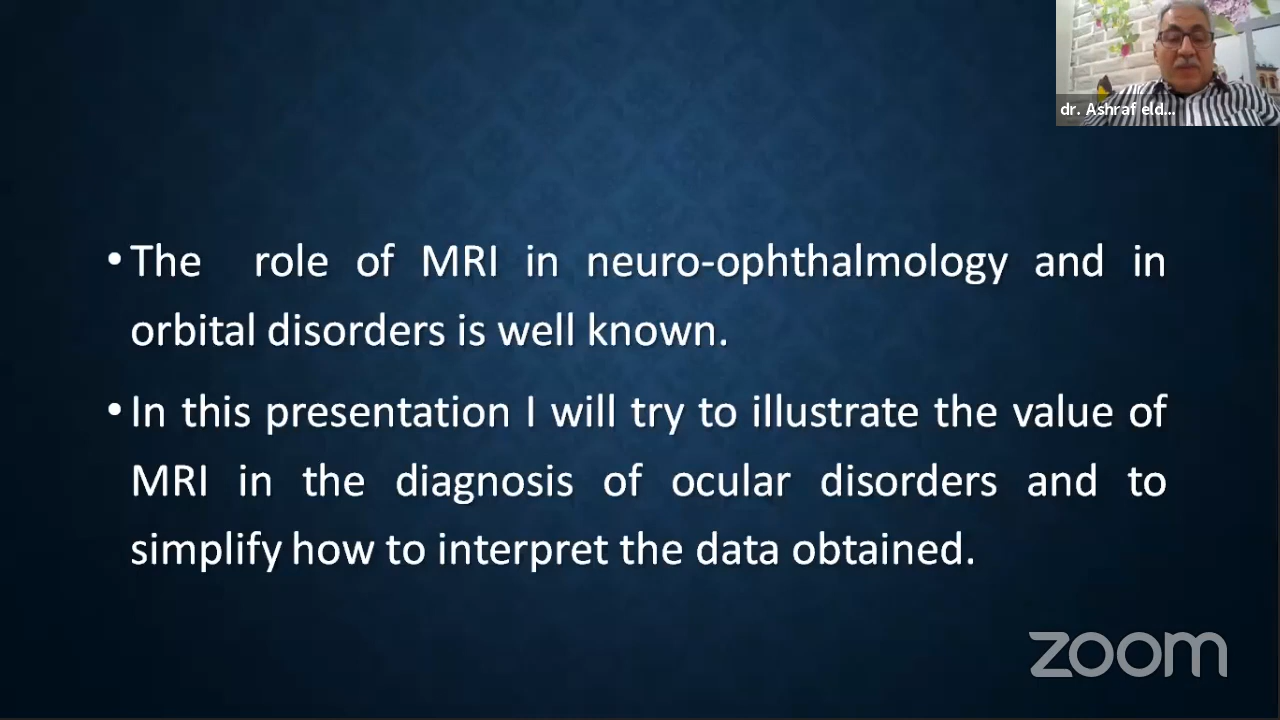 dr. Ashraf eld...
•The role of MRI in neuro-ophthalmology and in
orbital disorders is well known.
•In this presentation I will try to illustrate the value of
MRI in the diagnosis of ocular disorders and to
simplify how to interpret the data obtained.
zoom